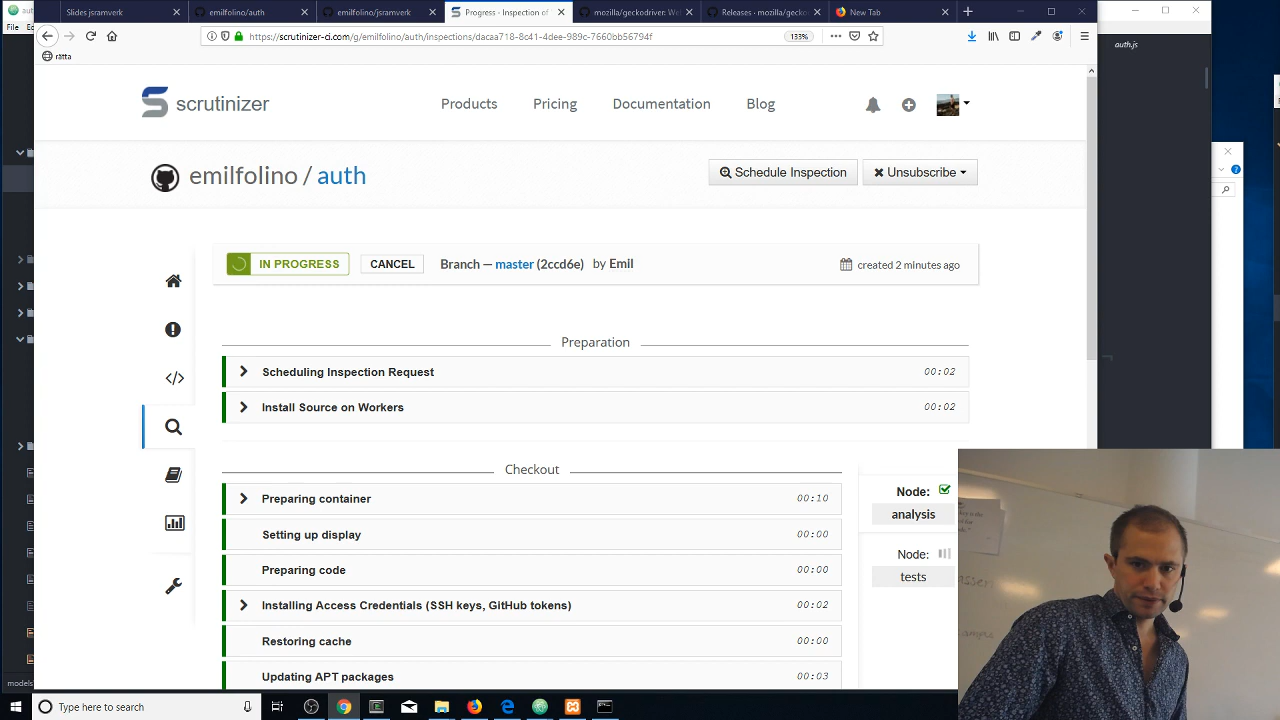 aut
File
Slides jsramverk
emilfolino/auth
emilfolino/jsramverk
Progress - Inspection of
mozilla/geckodriver: We
Releases · mozilla/gecko
New Tab
https://scrutinizer-ci.com
/inspections/dacaa718-8c41-4dee-989c-7660bb56794f
133%
auth.js
rätta
scrutinizer
Products
Pricing
Documentation
Blog
emilfolino / auth
Schedule Inspection
Unsubscribe
IN PROGRESS
CANCEL
Branch — master (2ccd6e) by Emil
created 2 minutes ago
Preparation
Scheduling Inspection Request
00:02
Install Source on Workers
00:02
Checkout
Preparing container
00:10
Setting up display
00:00
Preparing code
00:00
Installing Access Credentials (SSH keys, GitHub tokens)
00:02
Restoring cache
00:00
Updating APT packages
00:03
Node:
analysis
Node:
tests
models
Type here to search